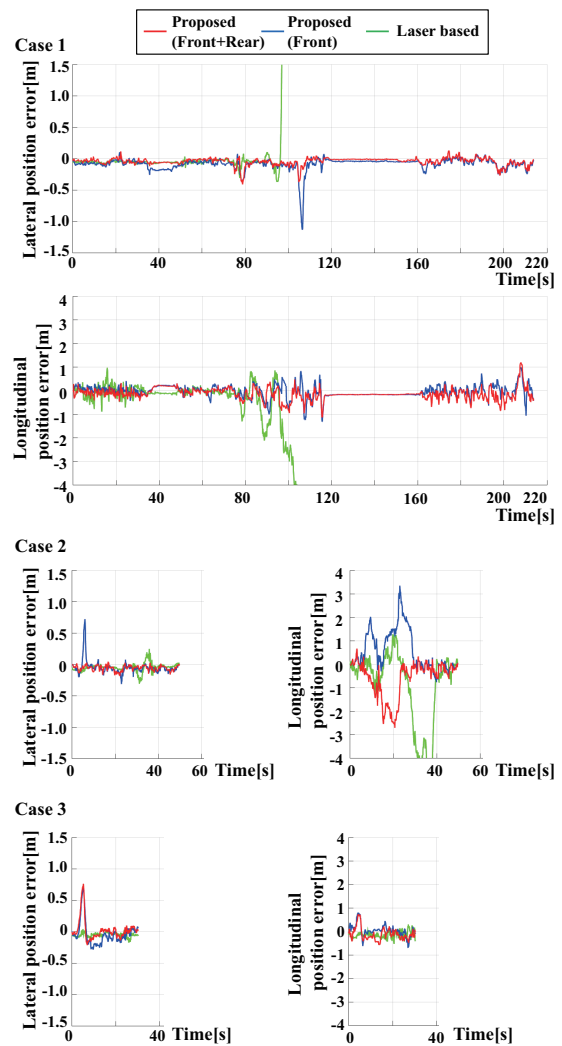 Proposed (Front+Rear) Proposed (Front) Laser based
Case 1
Lateral position error[m]
1.5
1.0
0.5
0
-0.5
-1.0
-1.5
0 40 80 120 160 200 220
Time[s]
Longitudinal position error[m]
4
3
2
1
0
-1
-2
-3
-4
0 40 80 120 160 200 220
Time[s]
Case 2
Lateral position error[m]
1.5
1.0
0.5
0
-0.5
-1.0
-1.5
0 40 60 Time[s]
Longitudinal position error[m]
4
3
2
1
0
-1
-2
-3
-4
0 40 60 Time[s]
Case 3
Lateral position error[m]
1.5
1.0
0.5
0
-0.5
-1.0
-1.5
0 40 Time[s]
Longitudinal position error[m]
4
3
2
1
0
-1
-2
-3
-4
0 40 Time[s]